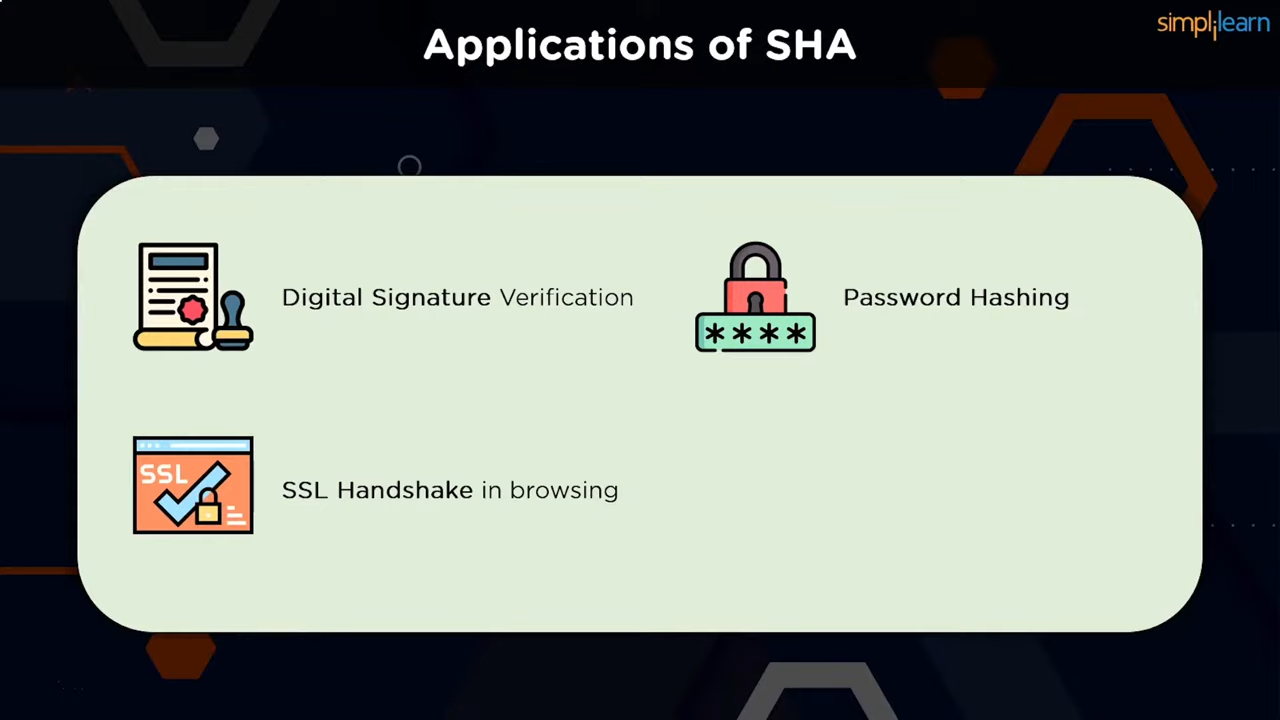 Applications of SHA
simplilearn
Digital Signature Verification
Password Hashing
****
SSL
SSL Handshake in browsing